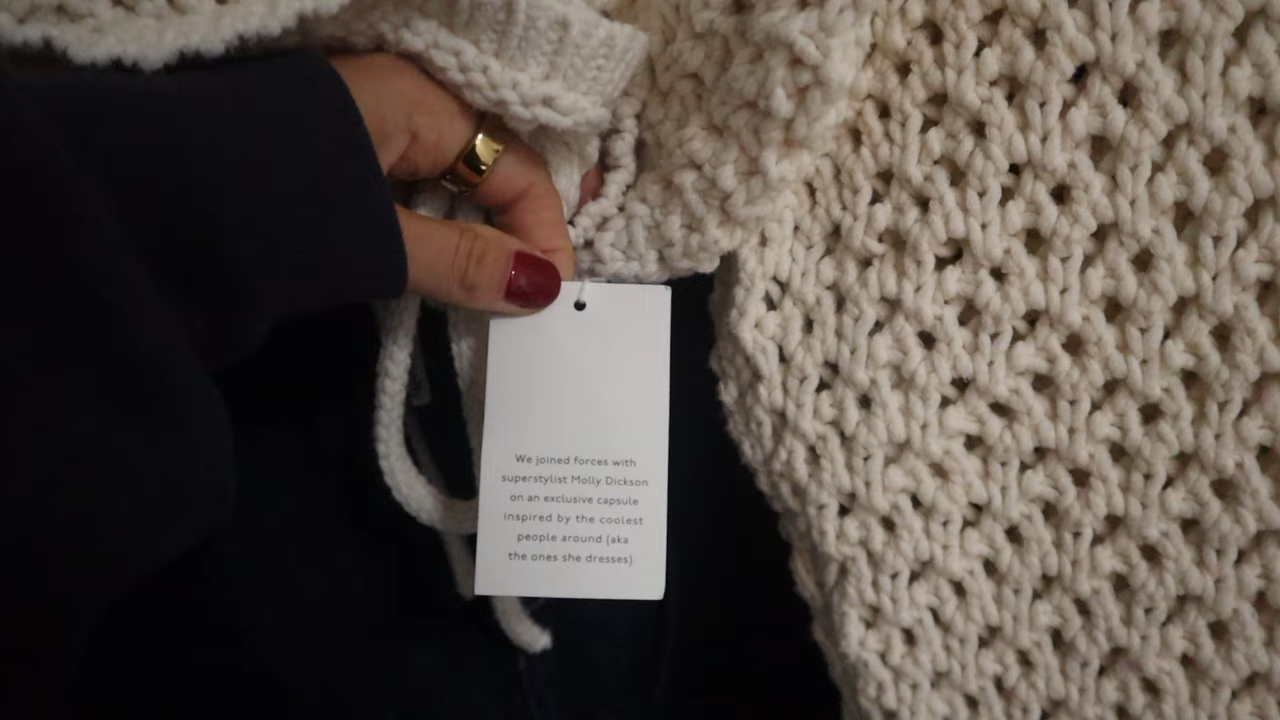 We joined forces with
superstylist Molly Dickson
on an exclusive capsule
inspired by the coolest
people around (aka
the ones she dresses).